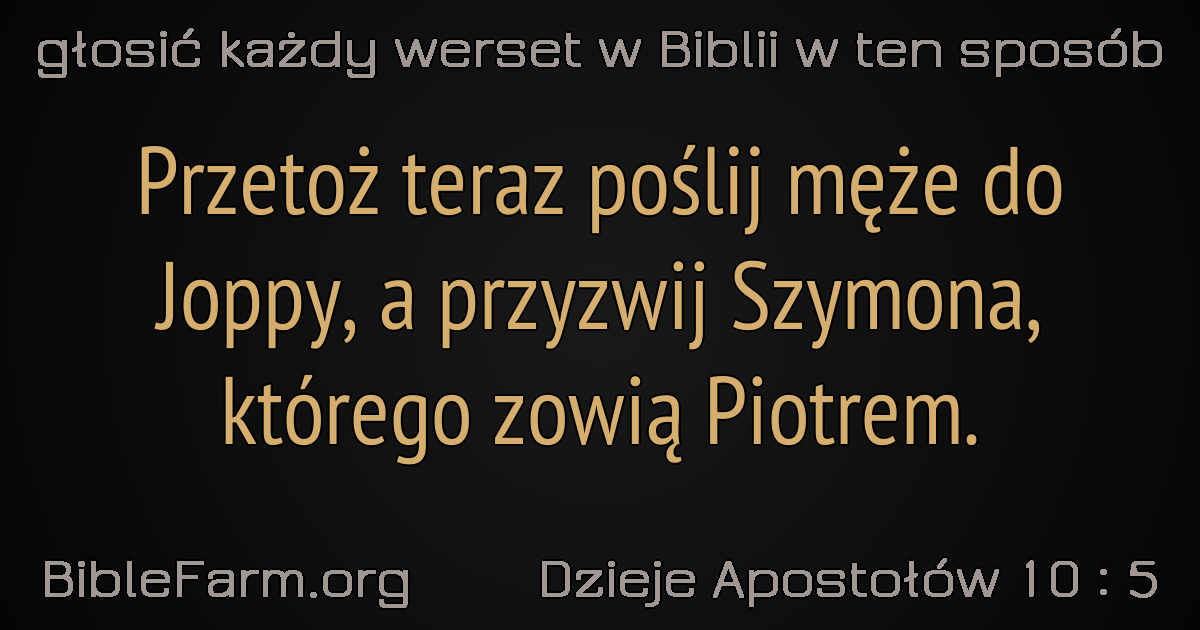 głosić każdy werset w Biblii w ten sposób
Przetoż teraz poślij męże do
Joppy, a przyzwij Szymona,
którego zowią Piotrem.
BibleFarm.org
Dzieje Apostołów 10 : 5